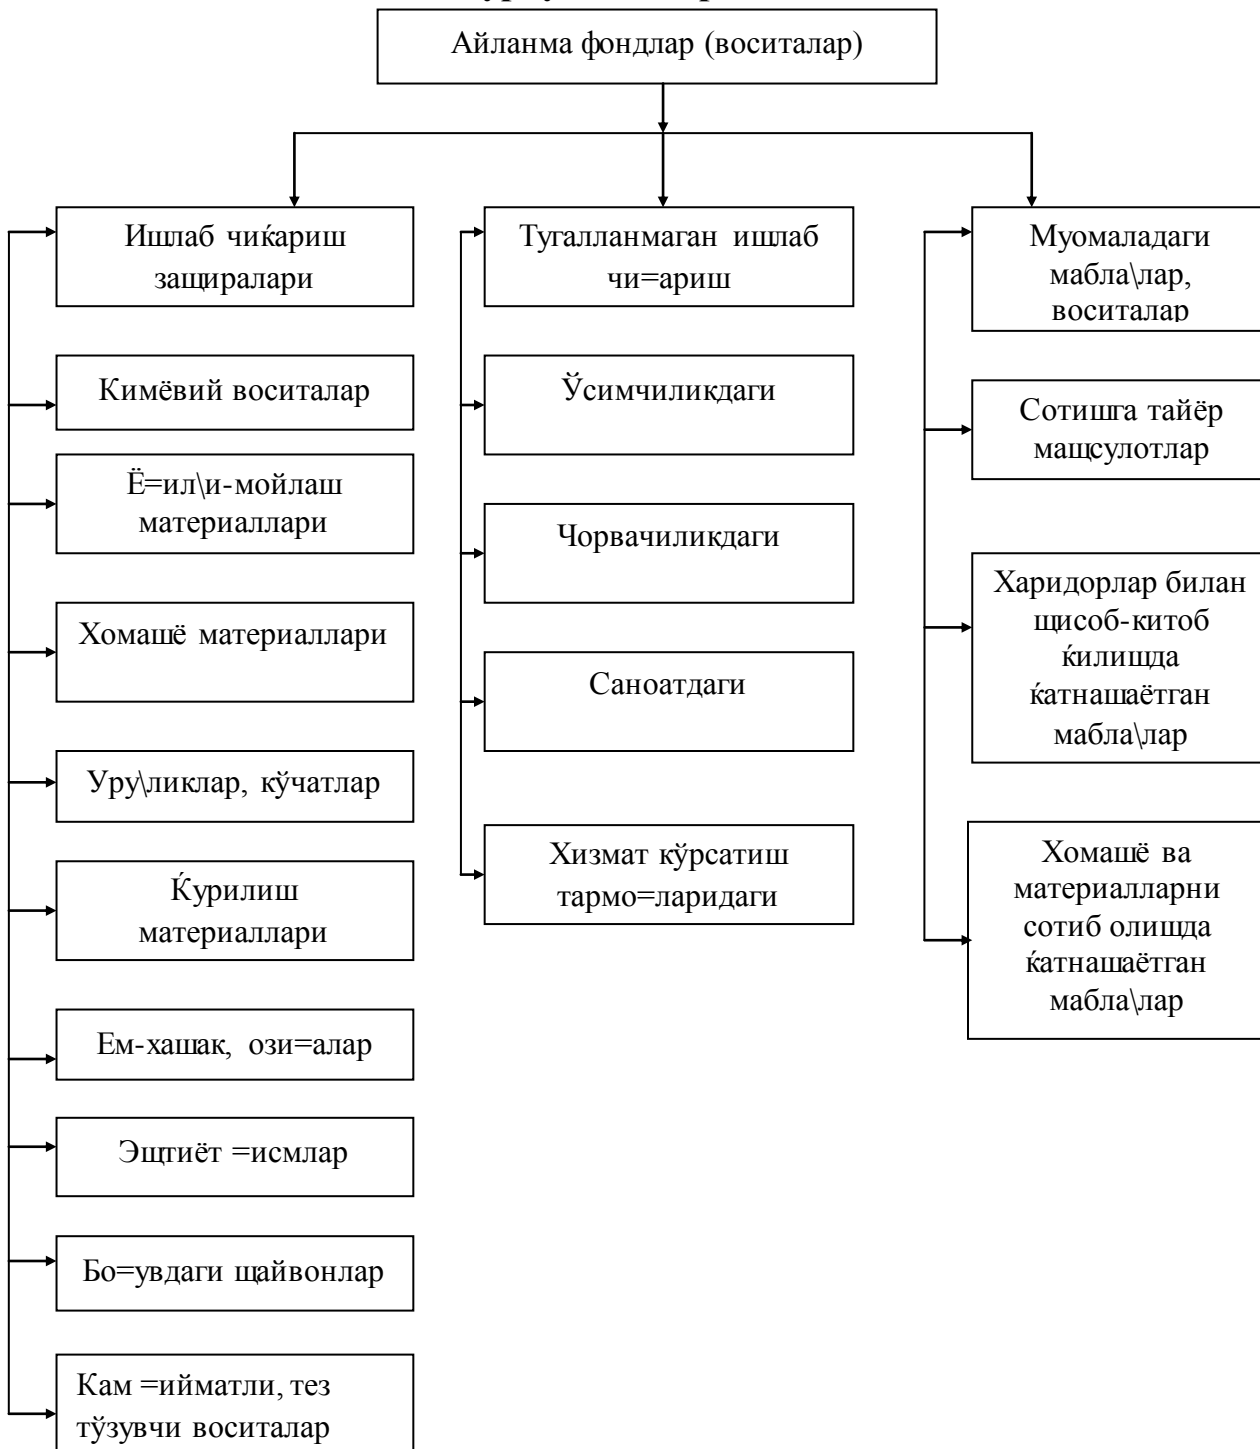 Айланма фондлар (воситалар)
Ишлаб чиќариш
защиралари
Кимёвий воситалар
Ё=ил\и-мойлаш
материаллари
Хомашё материаллари
Уру\ликлар, кўчатлар
Ќурилиш
материаллари
Ем-хашак, ози=алар
Эщтиёт =исмлар
Бо=увдаги щайвонлар
Кам =ийматли, тез
тўзувчи воситалар
Тугалланмаган ишлаб
чи=ариш
Ўсимчиликдаги
Чорвачиликдаги
Саноатдаги
Хизмат кўрсатиш
тармо=ларидаги
Муомаладаги
мабла\лар,
воситалар
Сотишга тайёр
мащсулотлар
Харидорлар билан
щисоб-китоб
ќилишда
ќатнашаётган
мабла\лар
Хомашё ва
материалларни
сотиб олишда
ќатнашаётган
мабла\лар